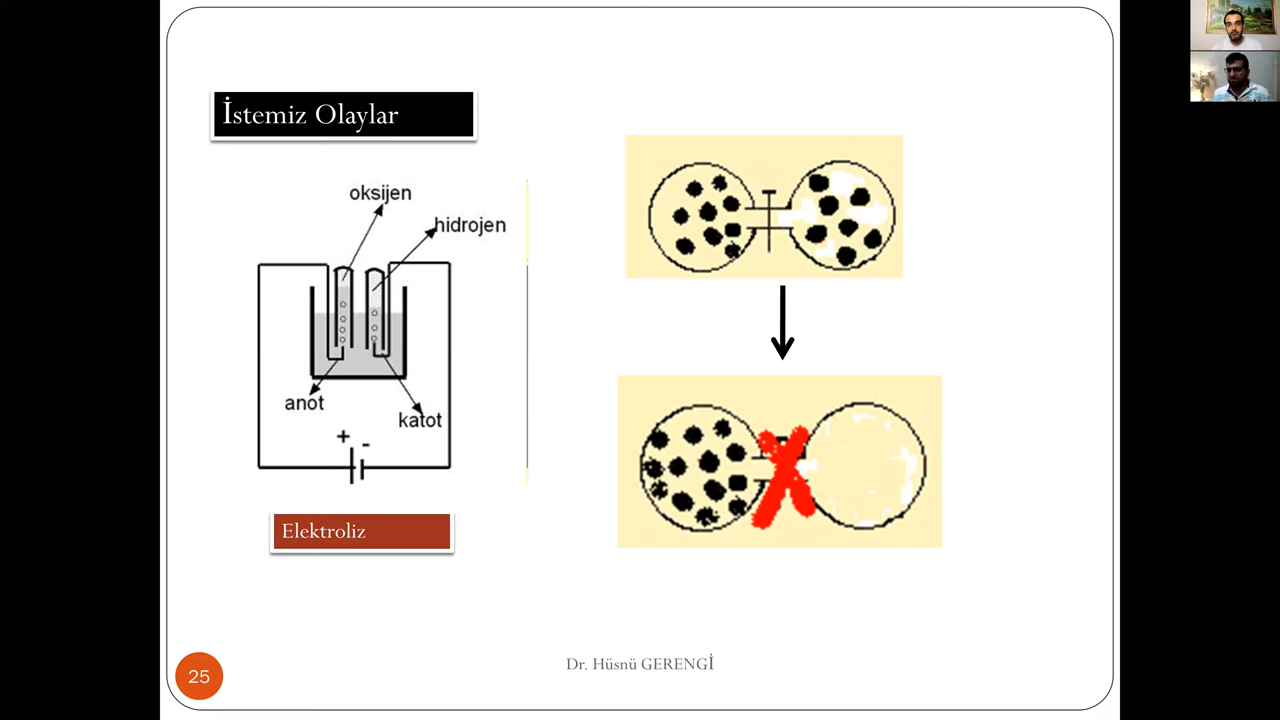 İstemiz Olaylar
oksijen
hidrojen
anot
katot
+ -
Elektroliz
Dr. Hüsnü GERENGİ
25